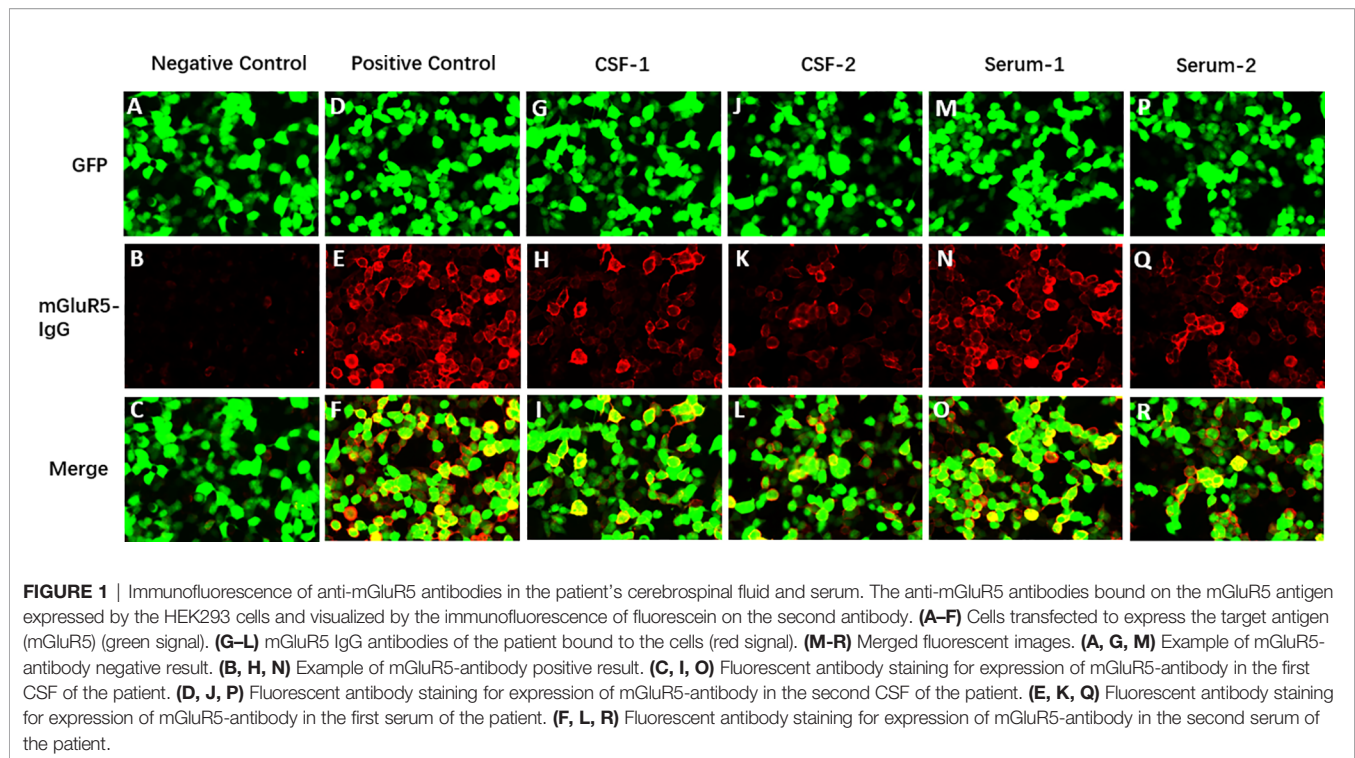 Negative Control Positive Control CSF-1 CSF-2 Serum-1 Serum-2
A D G J M P
GFP
B E H K N Q
mGluR5-
IgG
C F I L O R
Merge
FIGURE 1 | Immunofluorescence of anti-mGluR5 antibodies in the patient's cerebrospinal fluid and serum. The anti-mGluR5 antibodies bound on the mGluR5 antigen
expressed by the HEK293 cells and visualized by the immunofluorescence of fluorescein on the second antibody. (A–F) Cells transfected to express the target antigen
(mGluR5) (green signal). (G–L) mGluR5 IgG antibodies of the patient bound to the cells (red signal). (M-R) Merged fluorescent images. (A, G, M) Example of mGluR5-
antibody negative result. (B, H, N) Example of mGluR5-antibody positive result. (C, I, O) Fluorescent antibody staining for expression of mGluR5-antibody in the first
CSF of the patient. (D, J, P) Fluorescent antibody staining for expression of mGluR5-antibody in the second CSF of the patient. (E, K, Q) Fluorescent antibody staining
for expression of mGluR5-antibody in the first serum of the patient. (F, L, R) Fluorescent antibody staining for expression of mGluR5-antibody in the second serum of
the patient.